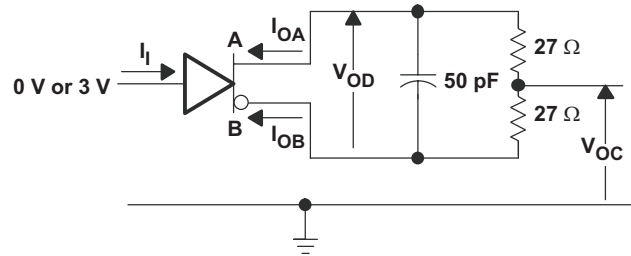 I_I
0 V or 3 V
A
I_OA
B
I_OB
V_OD
50 pF
27 Ω
27 Ω
V_OC